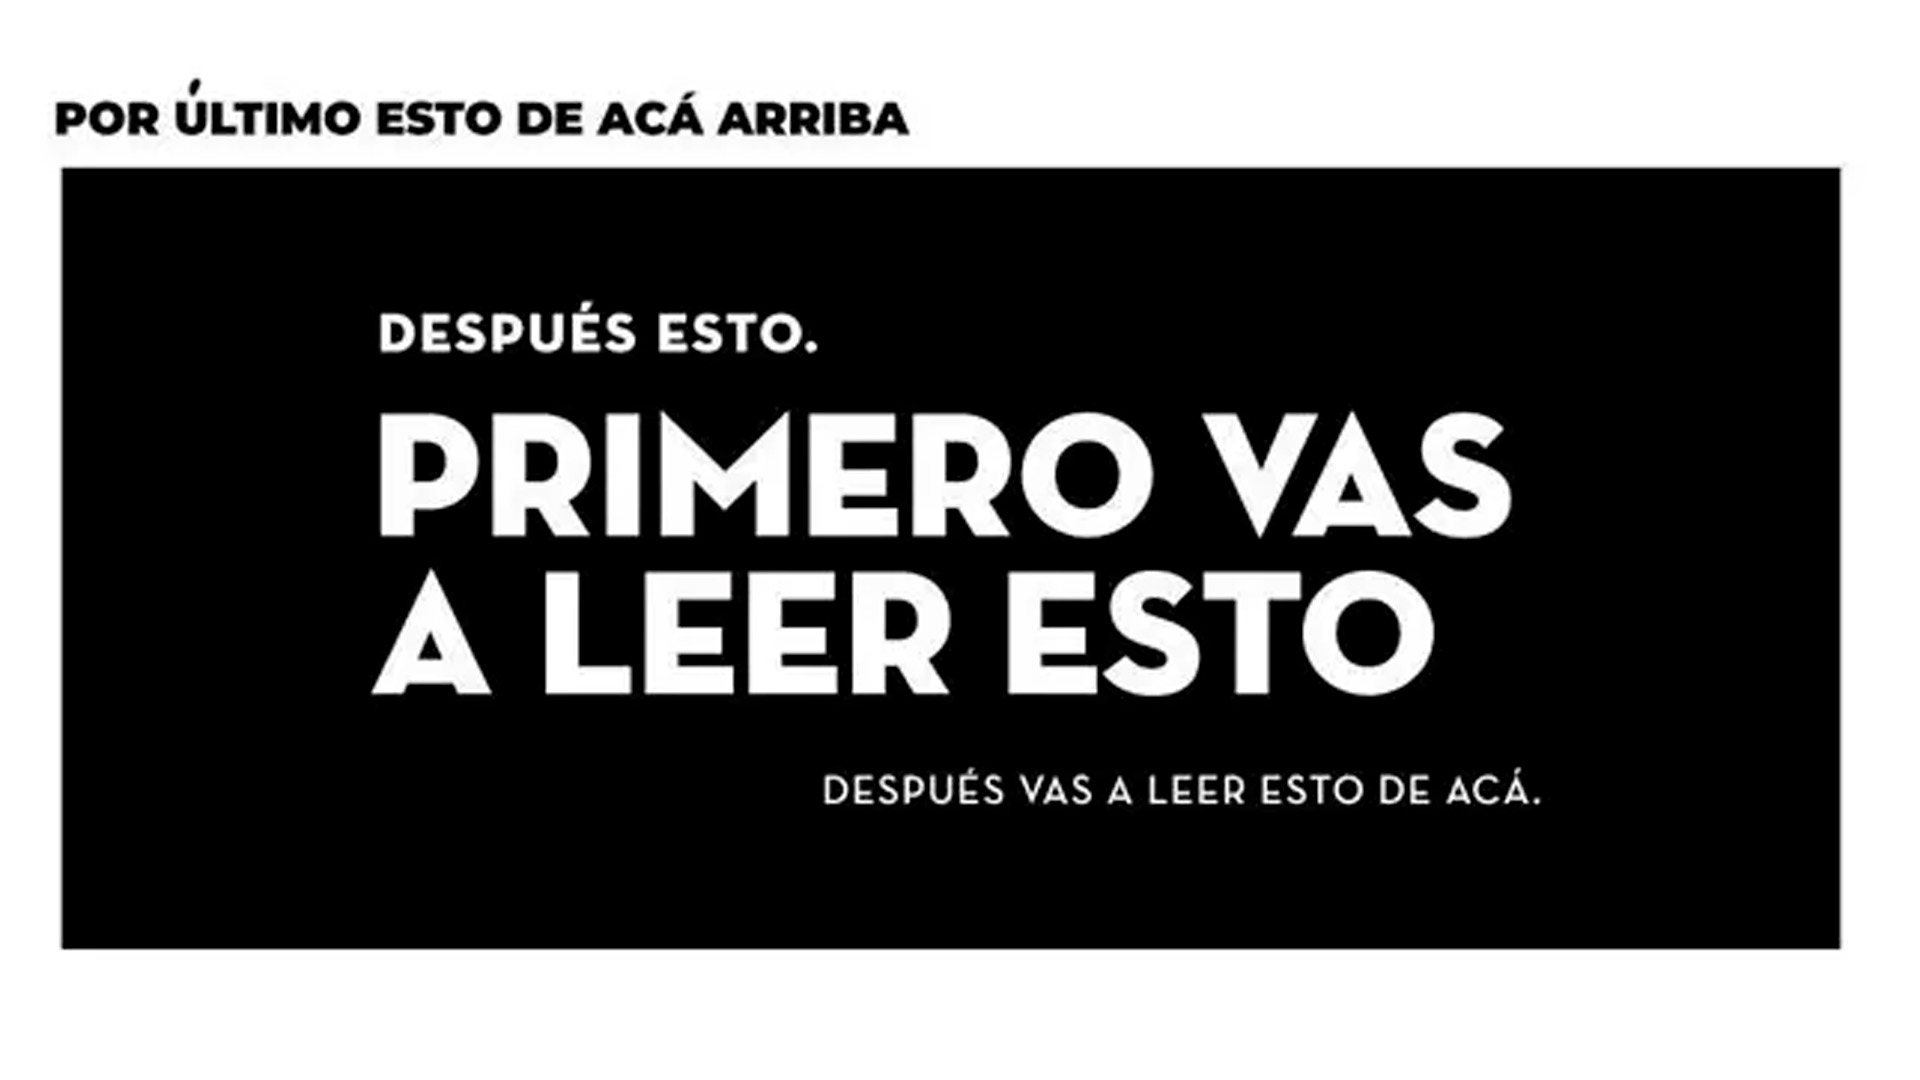 POR ÚLTIMO ESTO DE ACÁ ARRIBA
DESPUÉS ESTO.
PRIMERO VAS
A LEER ESTO
DESPUÉS VAS A LEER ESTO DE ACÁ.